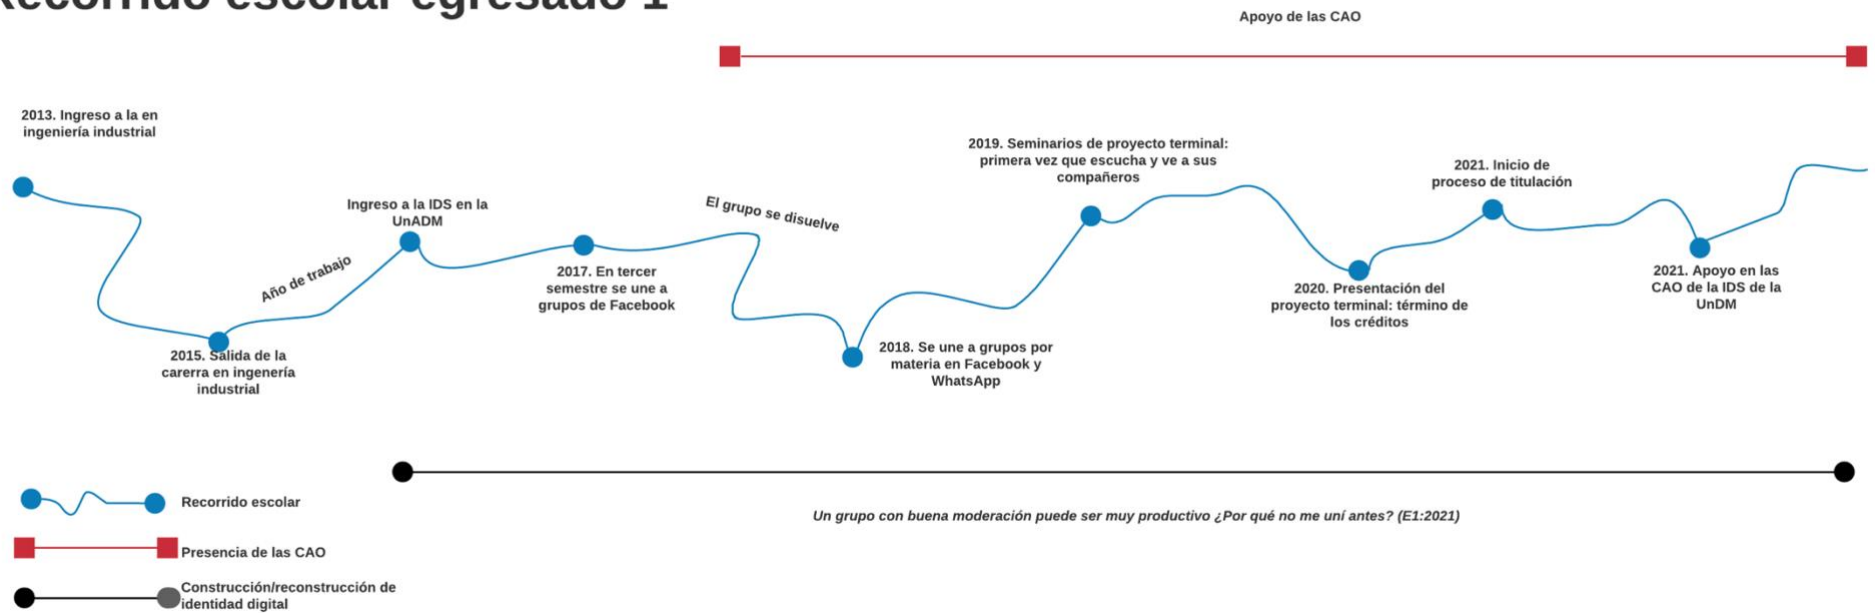 Recorrido escolar egresado 1
Apoyo de las CAO
2013. Ingreso a la en
ingeniería industrial
2019. Seminarios de proyecto terminal:
primera vez que escucha y ve a sus
compañeros
2021. Inicio de
proceso de titulación
Ingreso a la IDS en la
UnADM
El grupo se disuelve
Año de trabajo
2017. En tercer
semestre se une a
grupos de Facebook
2021. Apoyo en las
CAO de la IDS de la
UnDM
2020. Presentación del
proyecto terminal: término de
los créditos
2015. Salida de la
carerra en ingenería
industrial
2018. Se une a grupos por
materia en Facebook y
WhatsApp
Recorrido escolar
Un grupo con buena moderación puede ser muy productivo ¿Por qué no me uní antes? (E1:2021)
Presencia de las CAO
Construcción/reconstrucción de
identidad digital